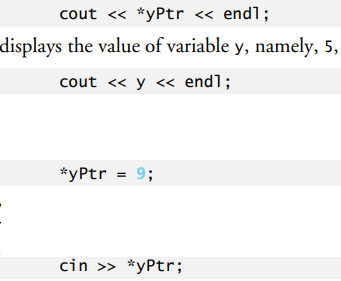 cout << *yPtr << endl;
displays the value of variable y, namely, 5,
cout << y << endl;
*yPtr = 9;
cin >> *yPtr;